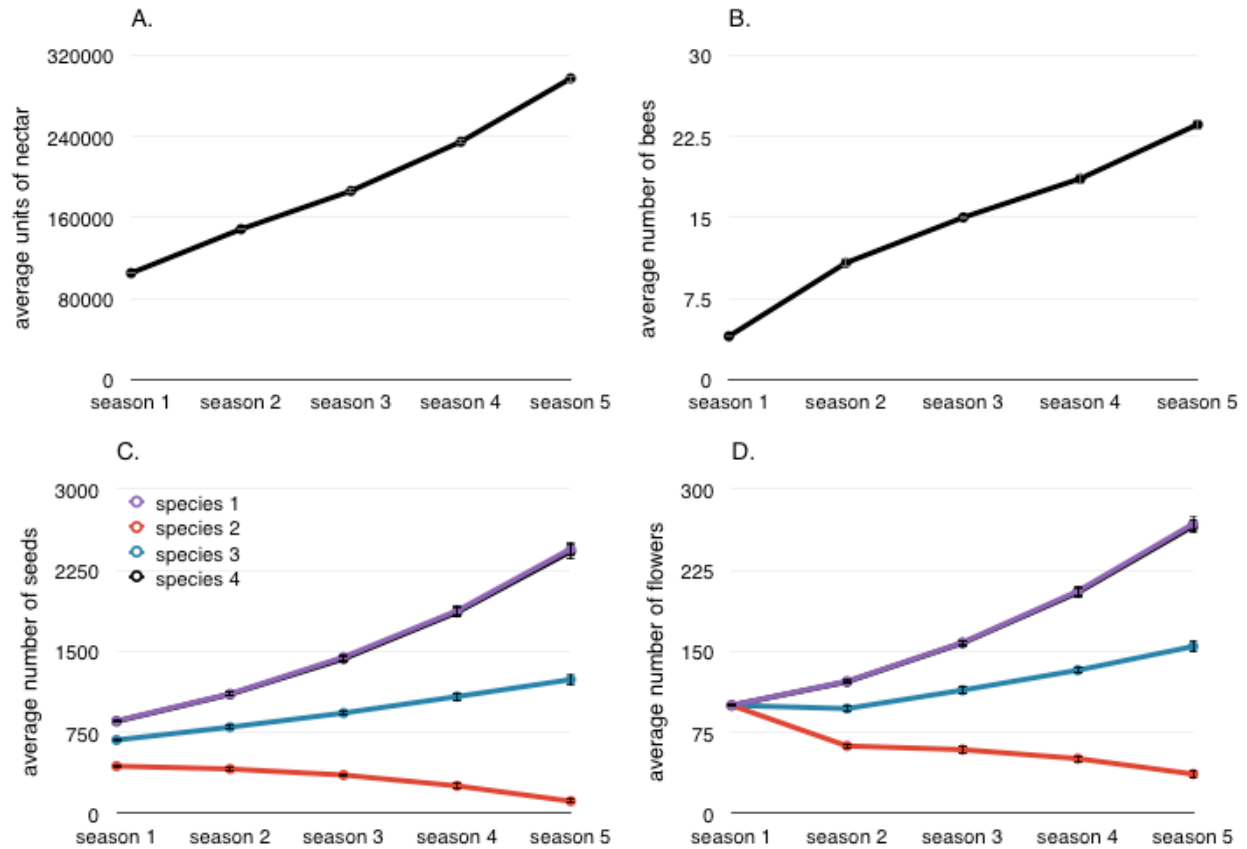 A.
320000
240000
160000
80000
0
average units of nectar
season 1 season 2 season 3 season 4 season 5
B.
30
22.5
15
7.5
0
average number of bees
season 1 season 2 season 3 season 4 season 5
C.
3000
2250
1500
750
0
average number of seeds
species 1
species 2
species 3
species 4
season 1 season 2 season 3 season 4 season 5
D.
300
225
150
75
0
average number of flowers
season 1 season 2 season 3 season 4 season 5